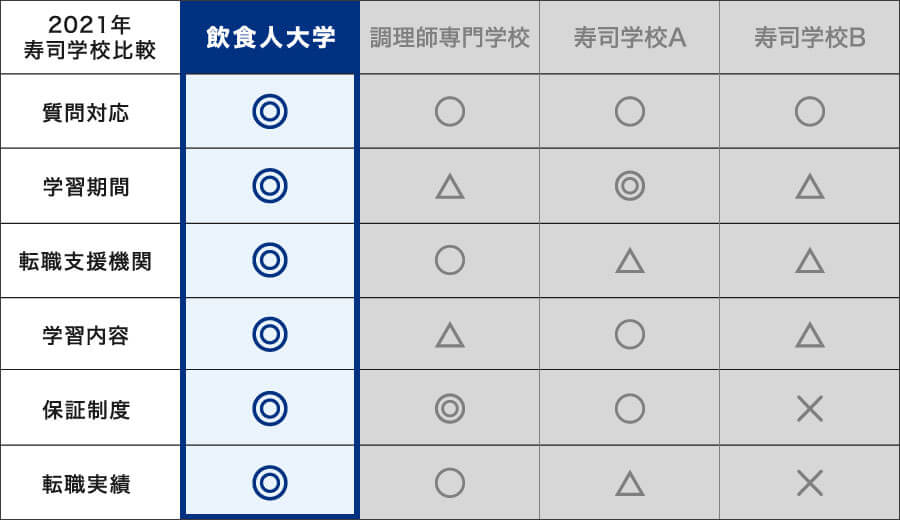 2021年
寿司学校比較
飲食人大学 調理師専門学校 寿司学校A 寿司学校B
質問対応 ◎ ○ ○ ○
学習期間 ◎ △ ◎ △
転職支援機関 ◎ ○ △ △
学習内容 ◎ △ ○ △
保証制度 ◎ ◎ ○ ×
転職実績 ◎ ○ △ ×